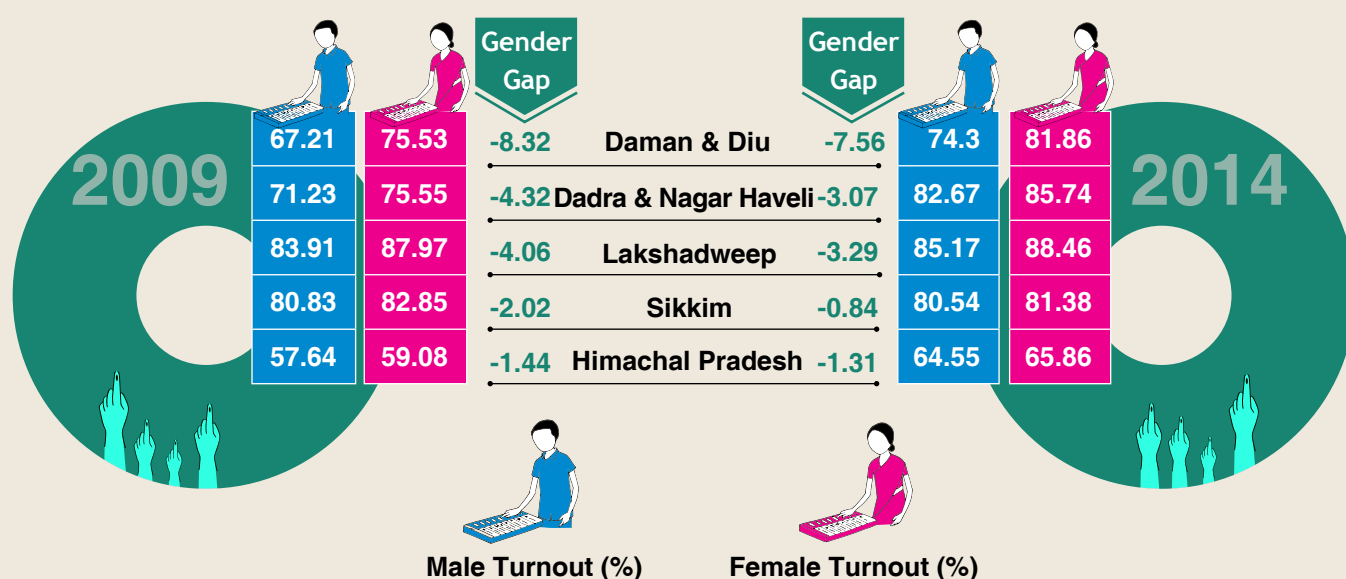 Gender
Gap
Gender
Gap
2009
2014
67.21 75.53 -8.32 Daman & Diu -7.56 74.3 81.86
71.23 75.55 -4.32 Dadra & Nagar Haveli -3.07 82.67 85.74
83.91 87.97 -4.06 Lakshadweep -3.29 85.17 88.46
80.83 82.85 -2.02 Sikkim -0.84 80.54 81.38
57.64 59.08 -1.44 Himachal Pradesh -1.31 64.55 65.86
Male Turnout (%) Female Turnout (%)